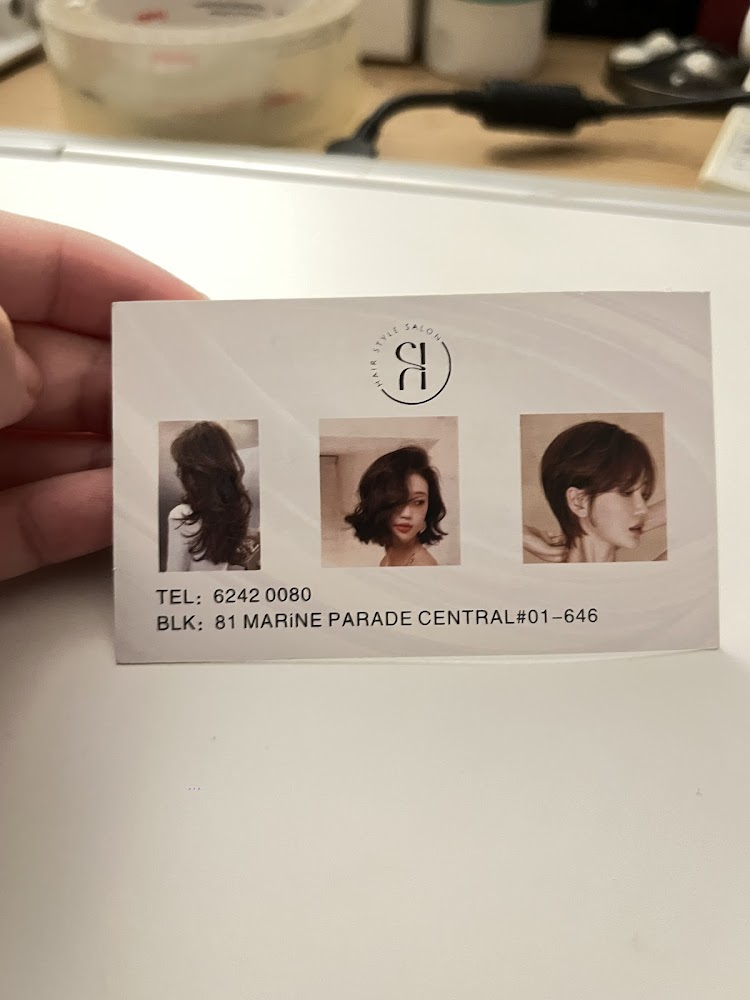 HAIR STYLE SALON
TEL: 6242 0080
BLK: 81 MARiNE PARADE CENTRAL#01-646